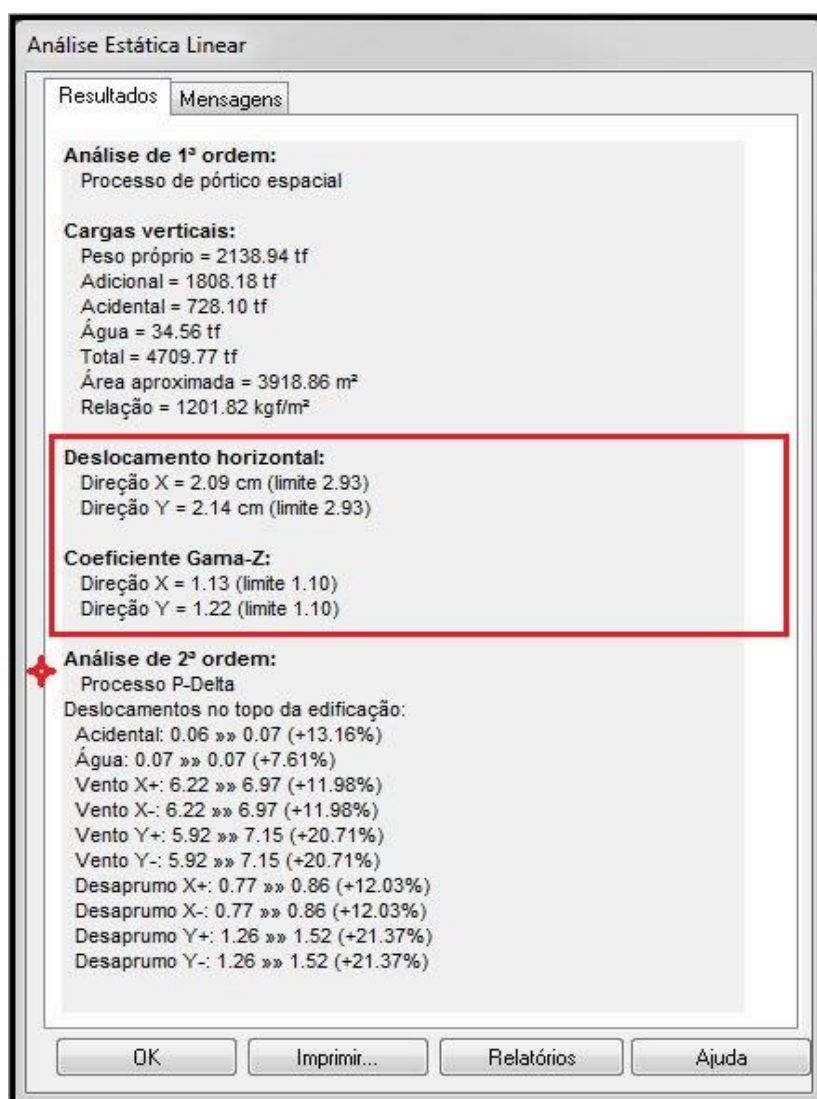 Análise Estática Linear
Resultados
Mensagens
Análise de 1ª ordem:
Processo de pórtico espacial
Cargas verticais:
Peso próprio = 2138.94 tf
Adicional = 1808.18 tf
Acidental = 728.10 tf
Água = 34.56 tf
Total = 4709.77 tf
Área aproximada = 3918.86 m²
Relação = 1201.82 kgf/m²
Deslocamento horizontal:
Direção X = 2.09 cm (limite 2.93)
Direção Y = 2.14 cm (limite 2.93)
Coeficiente Gama-Z:
Direção X = 1.13 (limite 1.10)
Direção Y = 1.22 (limite 1.10)
Análise de 2ª ordem:
Processo P-Delta
Deslocamentos no topo da edificação:
Acidental: 0.06 »» 0.07 (+13.16%)
Água: 0.07 »» 0.07 (+7.61%)
Vento X+: 6.22 »» 6.97 (+11.98%)
Vento X-: 6.22 »» 6.97 (+11.98%)
Vento Y+: 5.92 »» 7.15 (+20.71%)
Vento Y-: 5.92 »» 7.15 (+20.71%)
Desaprumo X+: 0.77 »» 0.86 (+12.03%)
Desaprumo X-: 0.77 »» 0.86 (+12.03%)
Desaprumo Y+: 1.26 »» 1.52 (+21.37%)
Desaprumo Y-: 1.26 »» 1.52 (+21.37%)
OK
Imprimir...
Relatórios
Ajuda